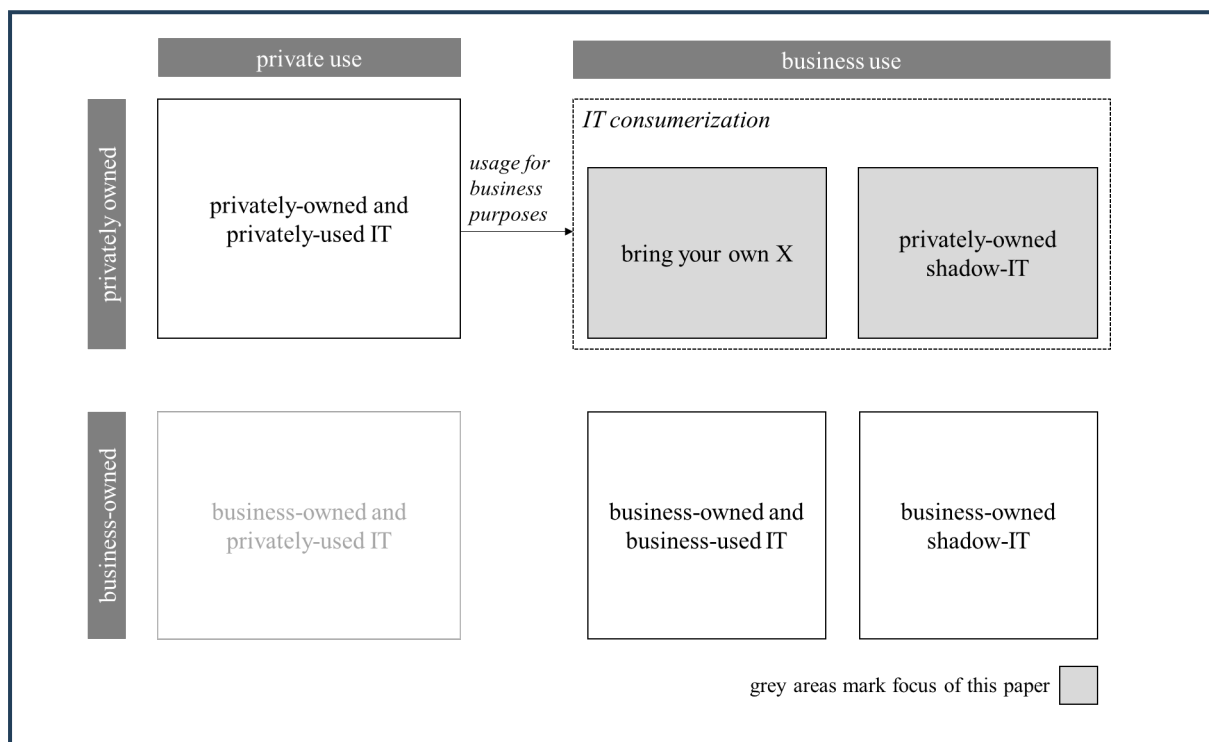 private use
business use
privately owned
IT consumerization
privately-owned and
privately-used IT
usage for
business
purposes
bring your own X
privately-owned
shadow-IT
business-owned
business-owned and
privately-used IT
business-owned and
business-used IT
business-owned
shadow-IT
grey areas mark focus of this paper